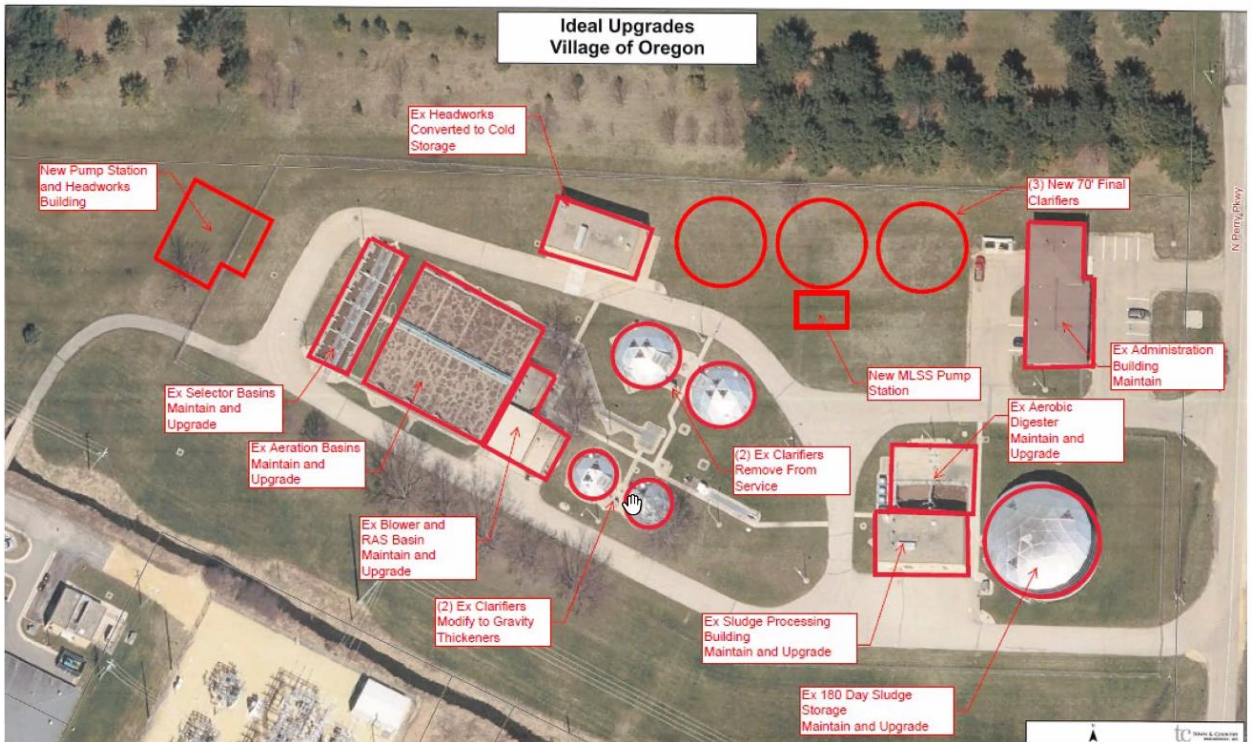 Ideal Upgrades
Village of Oregon
Ex Headworks
Converted to Cold
Storage
New Pump Station
and Headworks
Building
(3) New 70' Final
Clarifiers
N Perry Pkwy
Ex Administration
Building
Maintain
New MLSS Pump
Station
Ex Selector Basins
Maintain and
Upgrade
Ex Aerobic
Digester
Maintain and
Upgrade
Ex Aeration Basins
Maintain and
Upgrade
(2) Ex Clarifiers
Remove From
Service
Ex Blower and
RAS Basin
Maintain and
Upgrade
(2) Ex Clarifiers
Modify to Gravity
Thickeners
Ex Sludge Processing
Building
Maintain and Upgrade
Ex 180 Day Sludge
Storage
Maintain and Upgrade
tc TOWN & COUNTRY